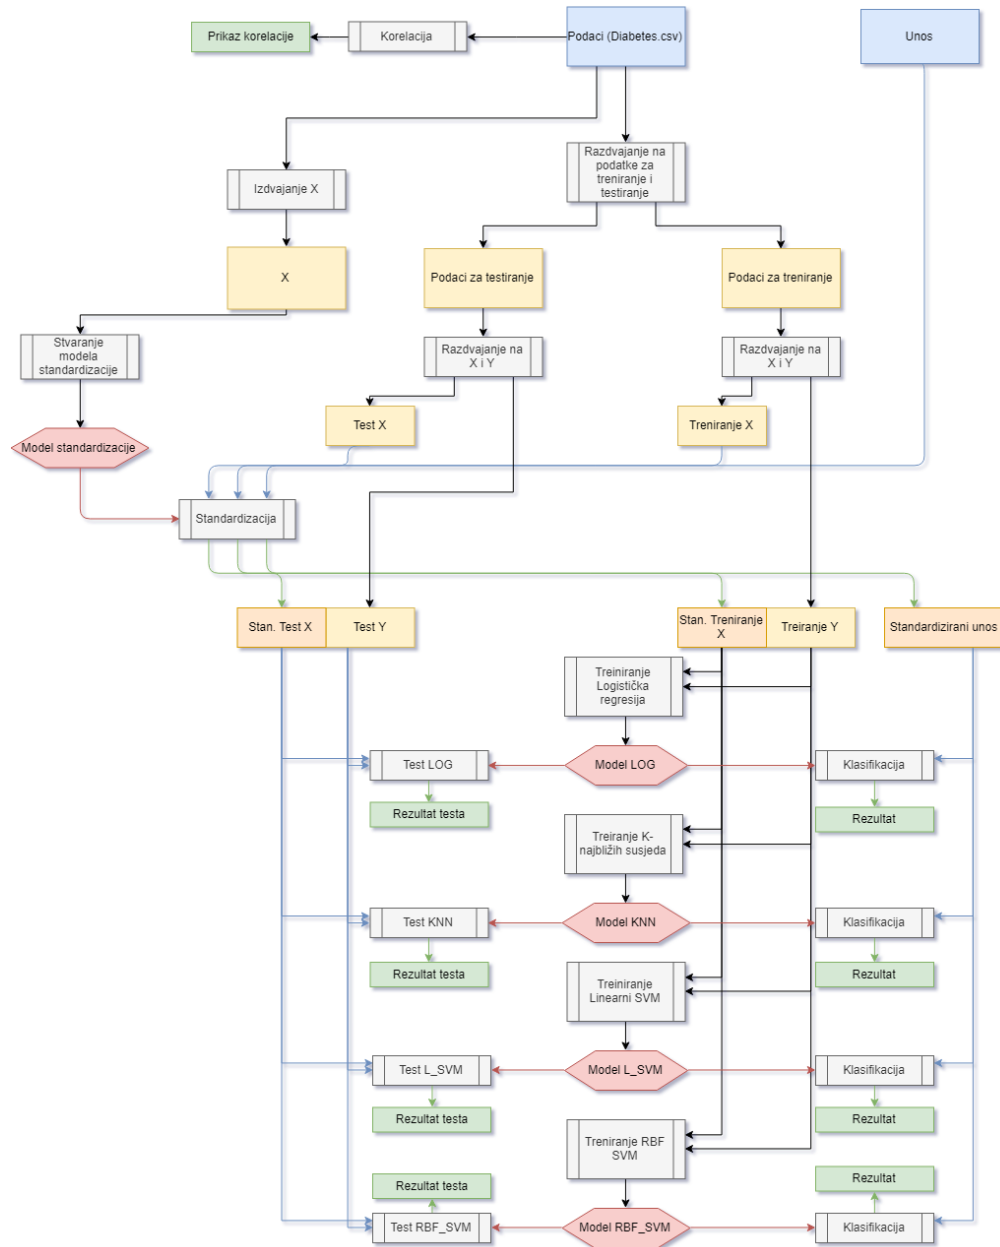 Prikaz korelacije
Korelacija
Podaci (Diabetes.csv)
Unos
Razdvajanje na
podatke za
treniranje i
testiranje
Izdvajanje X
X
Podaci za testiranje
Podaci za treniranje
Stvaranje
modela
standardizacije
Razdvajanje na
X i Y
Razdvajanje na
X i Y
Test X
Treniranje X
Model standardizacije
Standardizacija
Stan. Test X
Test Y
Stan. Treniranje
X
Treiranje Y
Standardizirani unos
Treiniranje
Logistička
regresija
Test LOG
Model LOG
Klasifikacija
Rezultat testa
Rezultat
Treiranje K-
najbližih susjeda
Test KNN
Model KNN
Klasifikacija
Rezultat testa
Rezultat
Treiniranje
Linearni SVM
Test L_SVM
Model L_SVM
Klasifikacija
Rezultat testa
Rezultat
Treniranje RBF
SVM
Rezultat testa
Rezultat
Test RBF_SVM
Model RBF_SVM
Klasifikacija